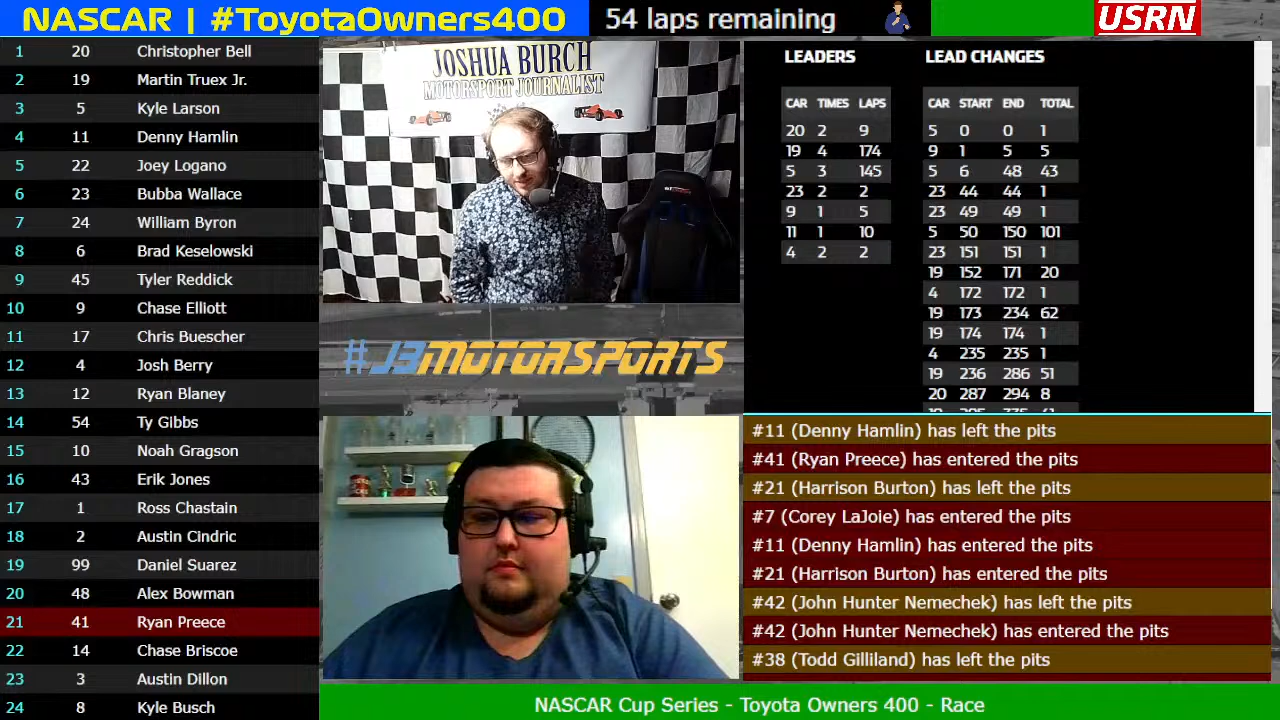 NASCAR | #ToyotaOwners400
54 laps remaining
USRN
1 20 Christopher Bell
2 19 Martin Truex Jr.
3 5 Kyle Larson
4 11 Denny Hamlin
5 22 Joey Logano
6 23 Bubba Wallace
7 24 William Byron
8 6 Brad Keselowski
9 45 Tyler Reddick
10 9 Chase Elliott
11 17 Chris Buescher
12 4 Josh Berry
13 12 Ryan Blaney
14 54 Ty Gibbs
15 10 Noah Gragson
16 43 Erik Jones
17 1 Ross Chastain
18 2 Austin Cindric
19 99 Daniel Suarez
20 48 Alex Bowman
21 41 Ryan Preece
22 14 Chase Briscoe
23 3 Austin Dillon
24 8 Kyle Busch
JOSHUA BURCH
MOTORSPORT JOURNALIST
#JBMOTORSPORTS
LEADERS
CAR TIMES LAPS
20 2 9
19 4 174
5 3 145
23 2 2
9 1 5
11 1 10
4 2 2
LEAD CHANGES
CAR START END TOTAL
5 0 0 1
9 1 5 5
5 6 48 43
23 44 44 1
23 49 49 1
5 50 150 101
23 151 151 1
19 152 171 20
4 172 172 1
19 173 234 62
19 174 174 1
4 235 235 1
19 236 286 51
20 287 294 8
#11 (Denny Hamlin) has left the pits
#41 (Ryan Preece) has entered the pits
#21 (Harrison Burton) has left the pits
#7 (Corey LaJoie) has entered the pits
#11 (Denny Hamlin) has entered the pits
#21 (Harrison Burton) has entered the pits
#42 (John Hunter Nemechek) has left the pits
#42 (John Hunter Nemechek) has entered the pits
#38 (Todd Gilliland) has left the pits
NASCAR Cup Series - Toyota Owners 400 - Race